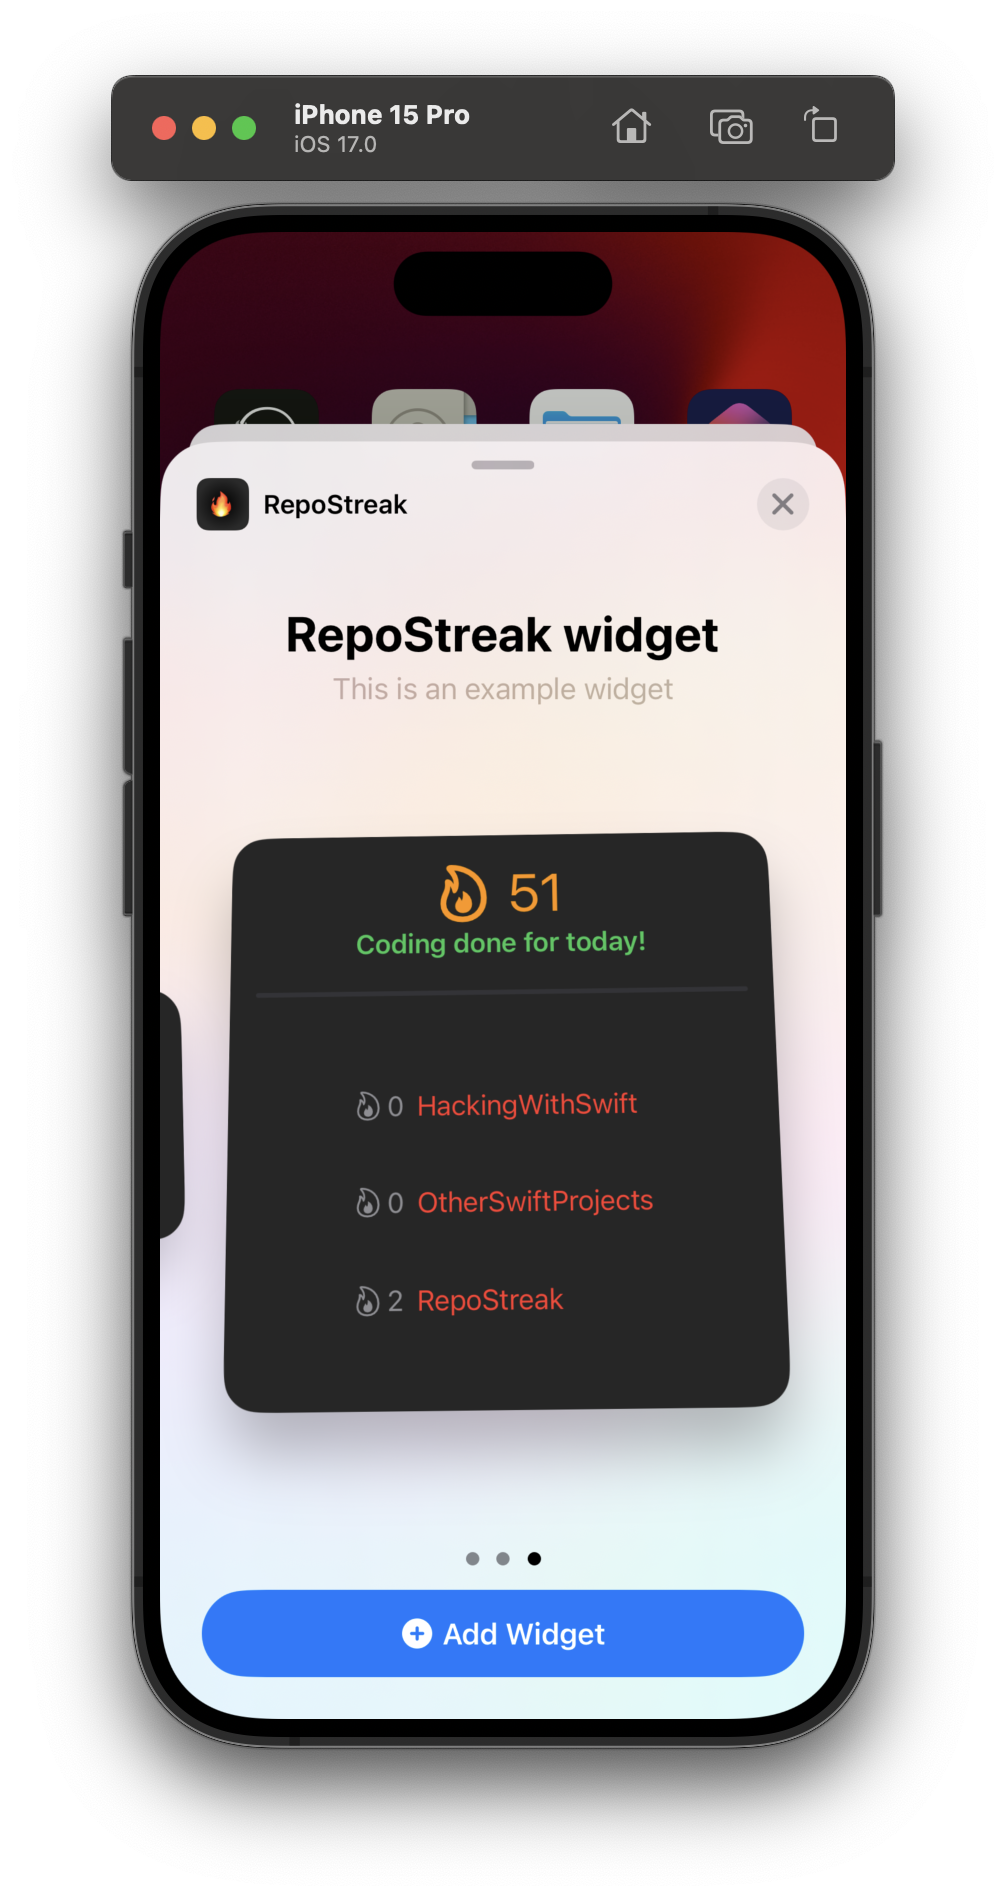 iPhone 15 Pro
iOS 17.0
RepoStreak
RepoStreak widget
This is an example widget
51
Coding done for today!
0 HackingWithSwift
0 OtherSwiftProjects
2 RepoStreak
Add Widget